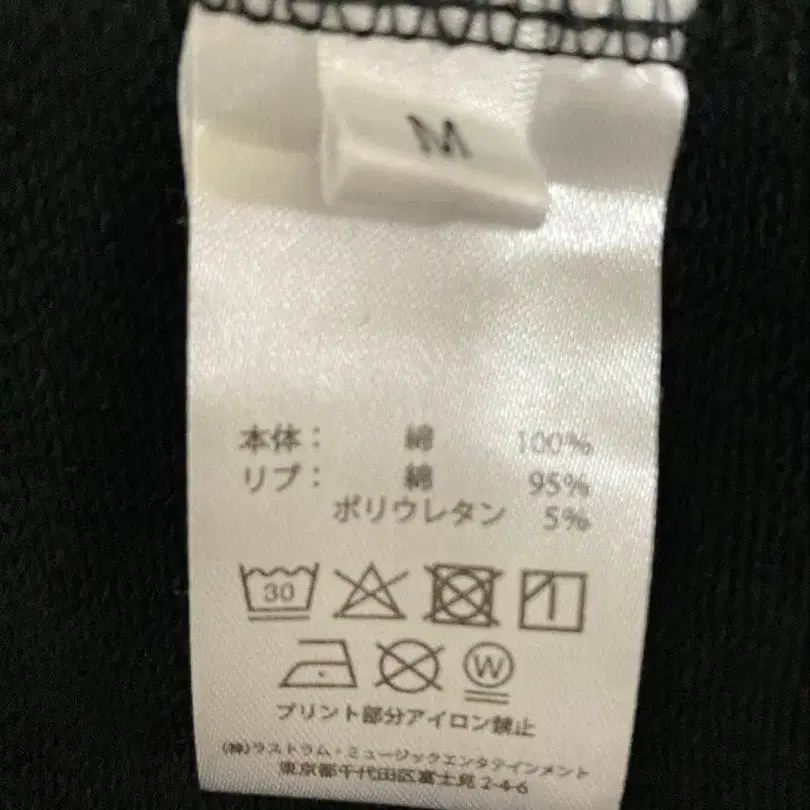 M
本体： 綿 100%
リブ： 綿 95%
ポリウレタン 5%
30
W
プリント部分アイロン禁止
(株)ラストラム・ミュージックエンタテインメント
東京都千代田区富士見 2-4-6